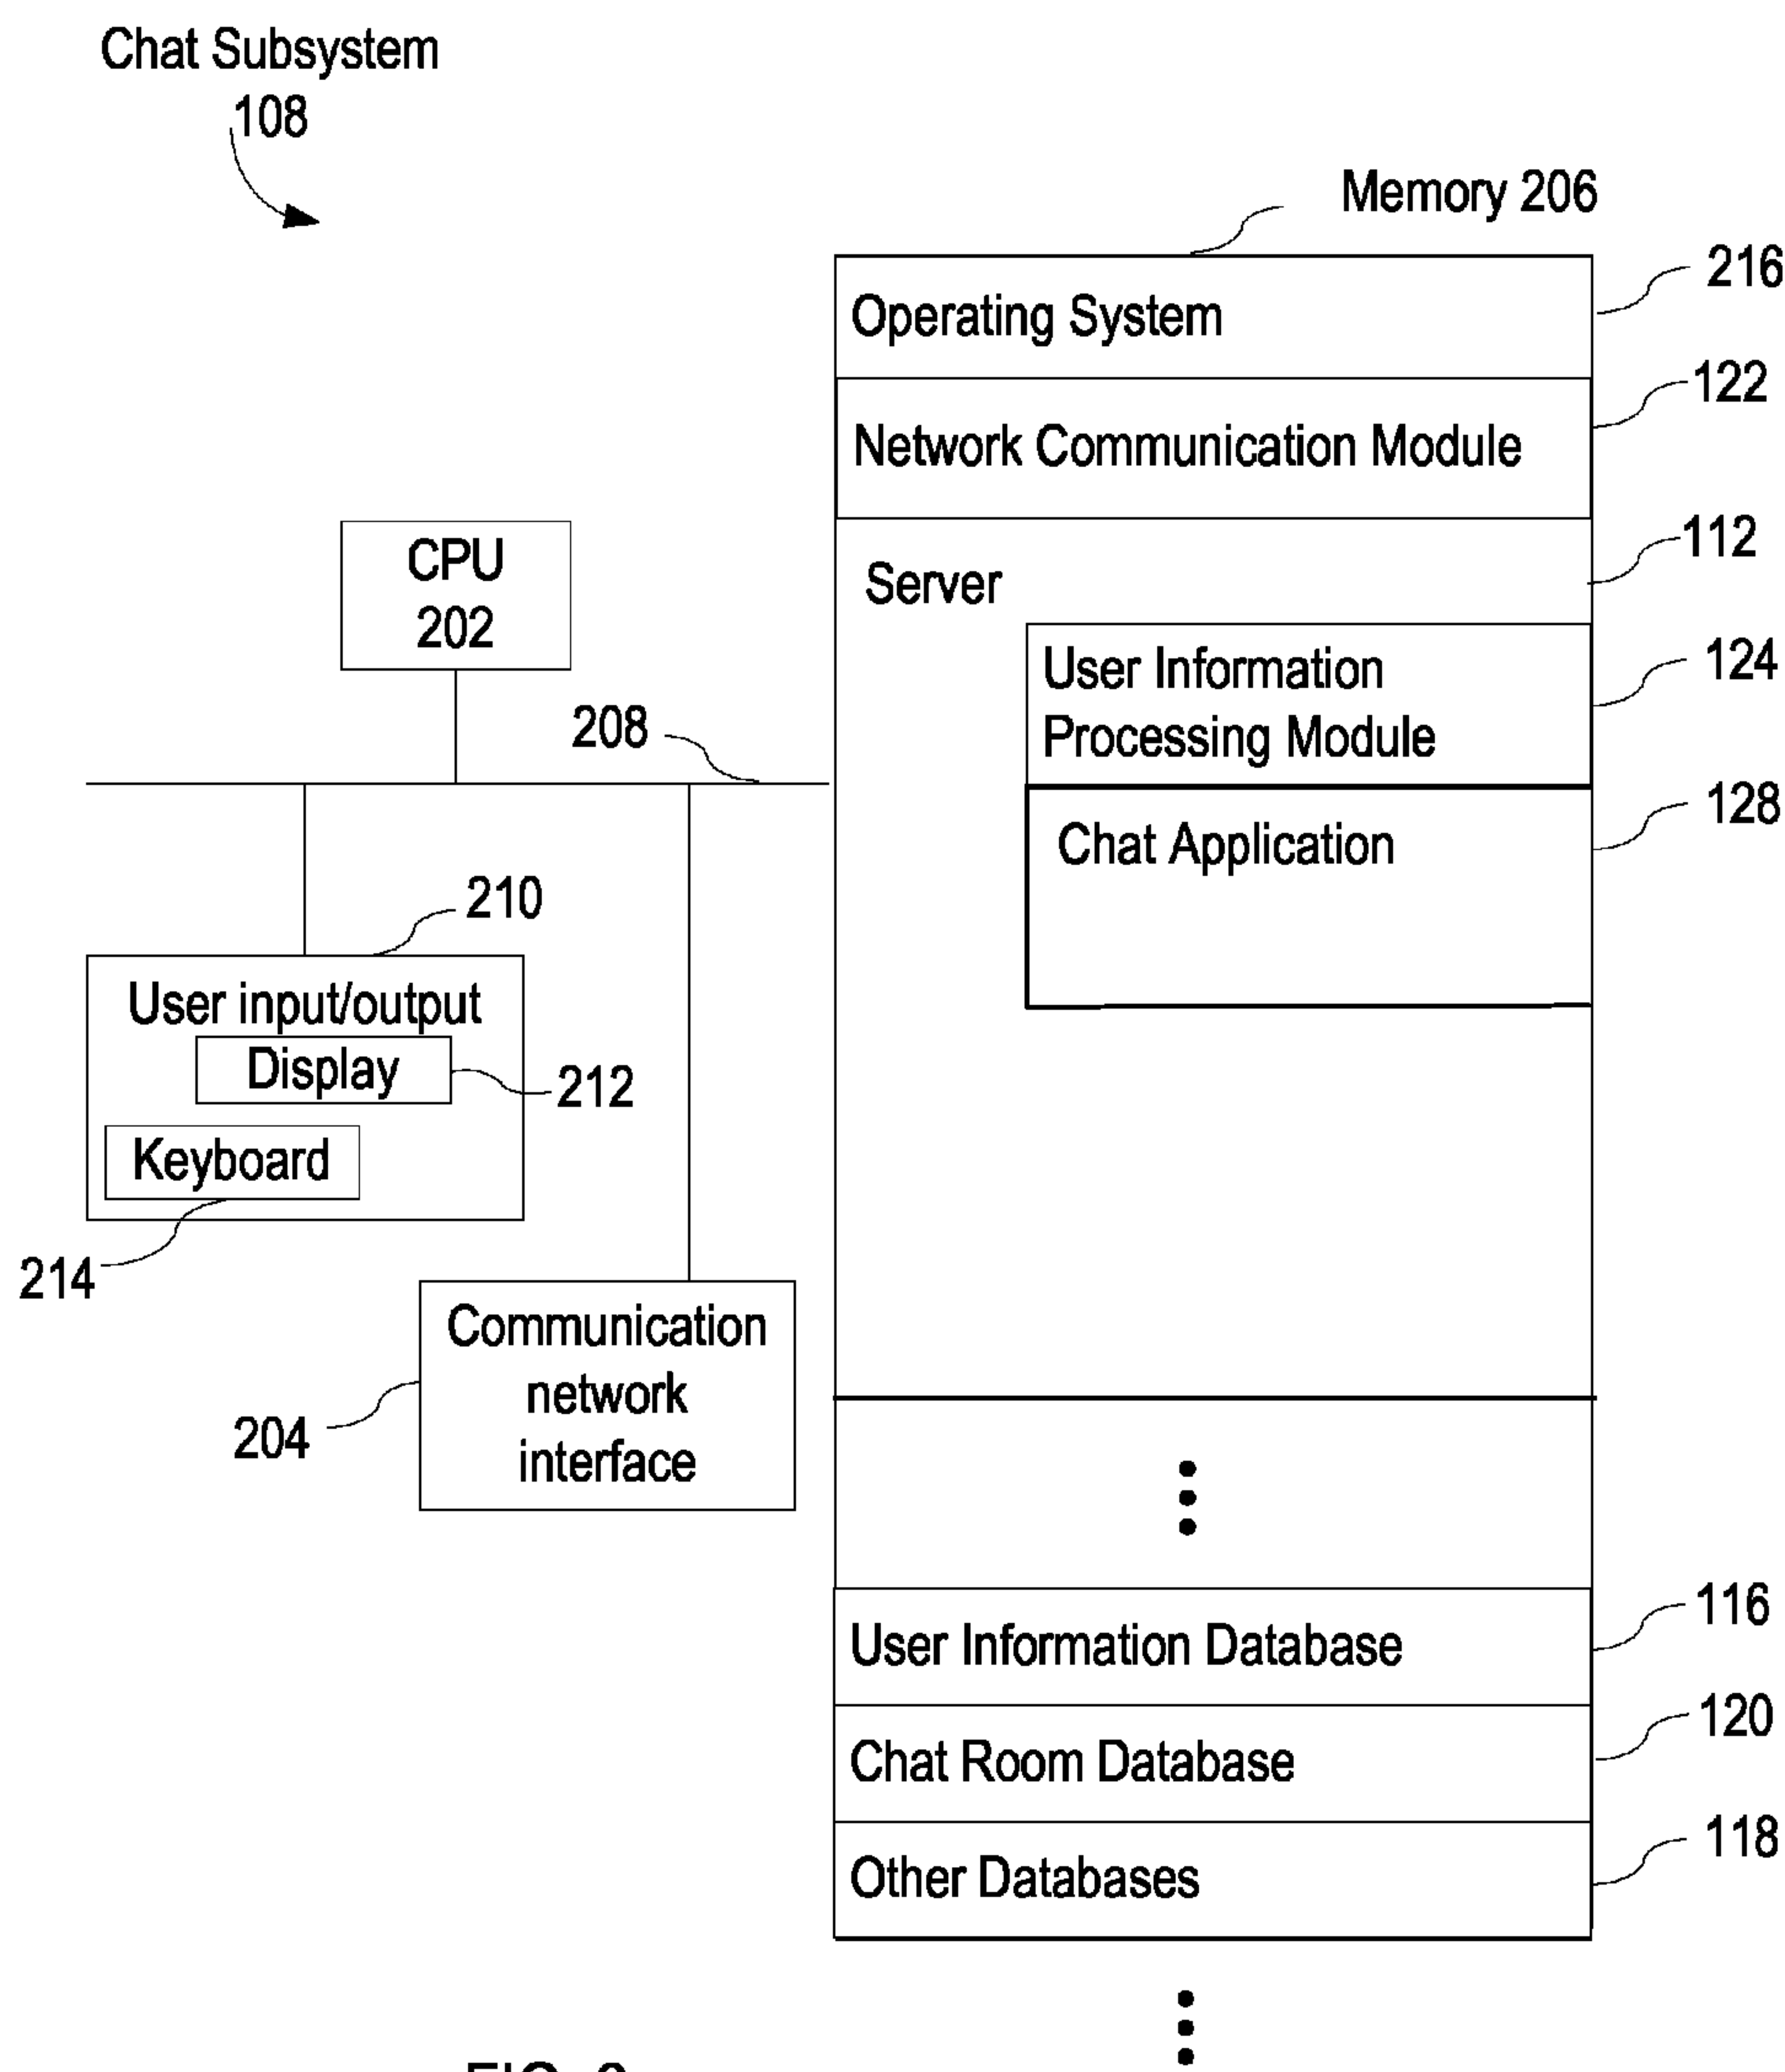 Chat Subsystem
108
Memory 206
216
Operating System
122
Network Communication Module
112
Server
CPU
202
124
User Information
Processing Module
208
128
Chat Application
210
User input/output
Display
212
Keyboard
214
Communication
network
interface
204
116
User Information Database
120
Chat Room Database
118
Other Databases